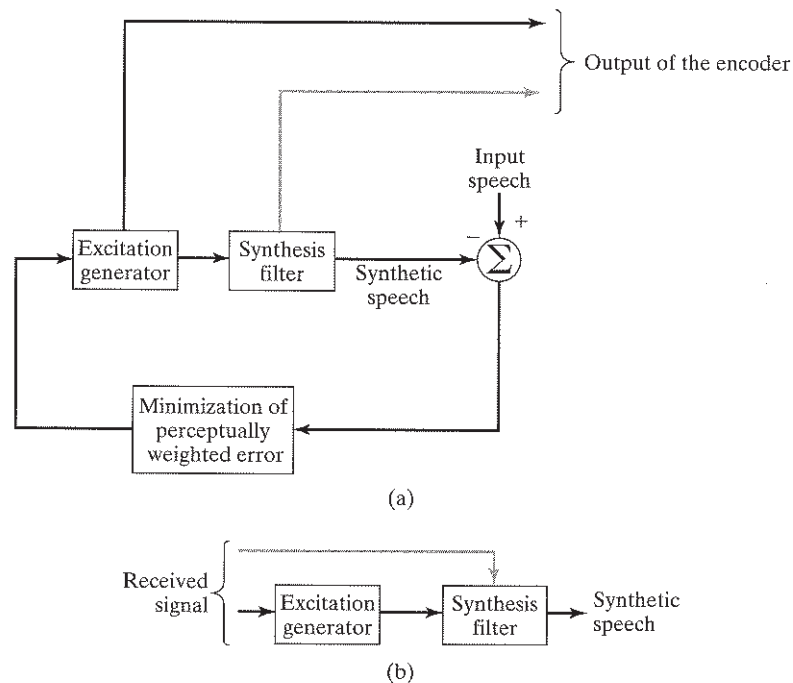 Output of the encoder
Input
speech
−
+
Excitation
generator
Synthesis
filter
Σ
Synthetic
speech
Minimization of
perceptually
weighted error
(a)
Received
signal
Excitation
generator
Synthesis
filter
Synthetic
speech
(b)